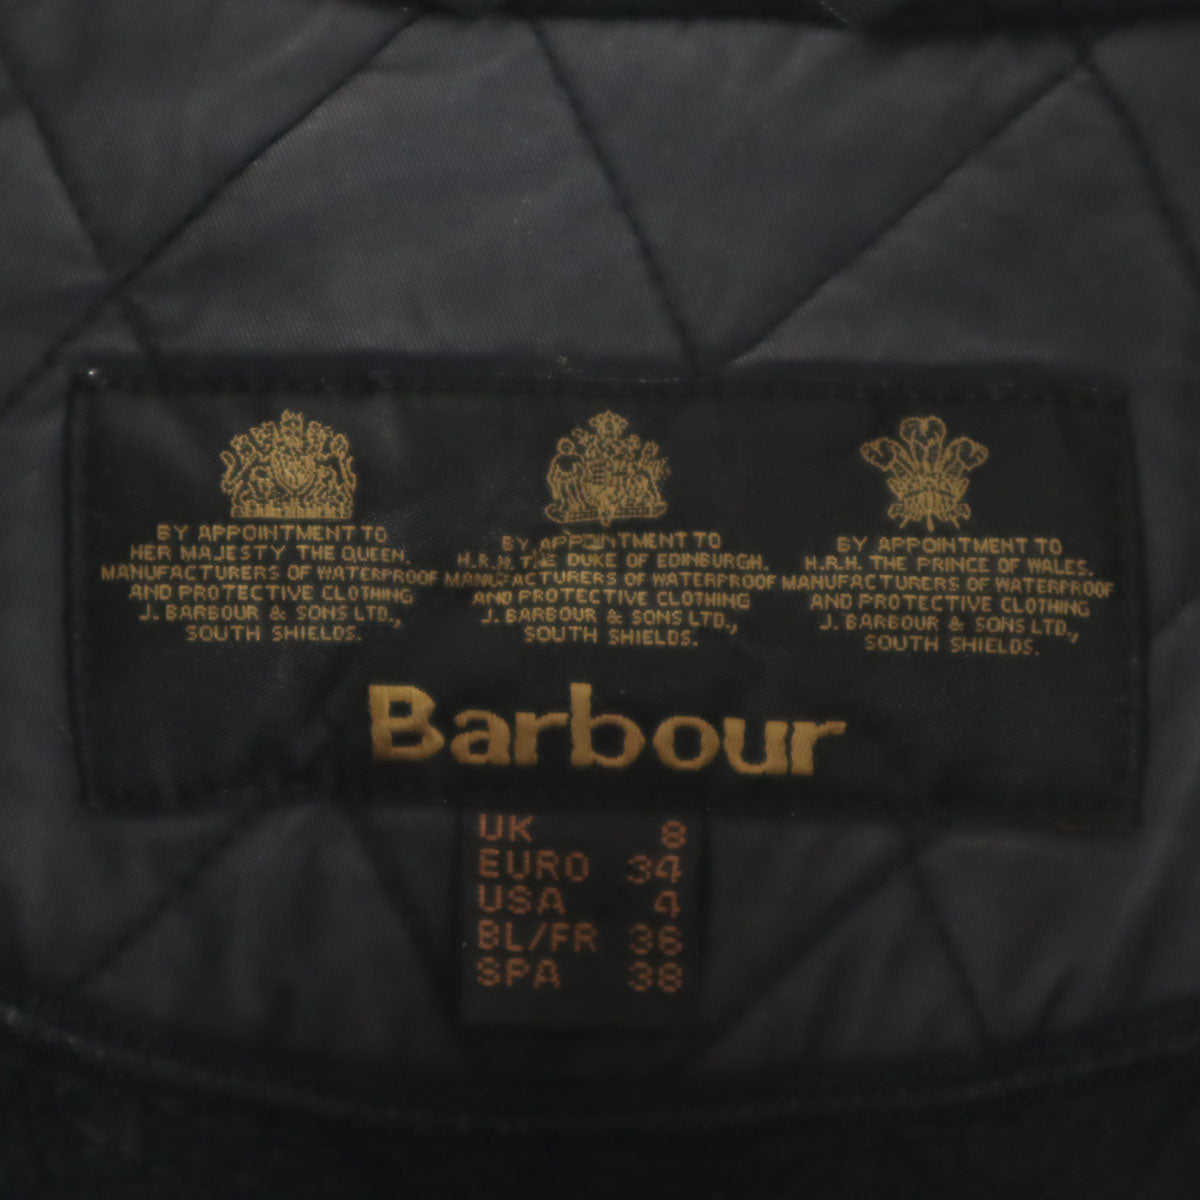 BY APPOINTMENT TO
HER MAJESTY THE QUEEN.
MANUFACTURERS OF WATERPROOF
AND PROTECTIVE CLOTHING
J. BARBOUR & SONS LTD.,
SOUTH SHIELDS.
BY APPOINTMENT TO
H.R.H. THE DUKE OF EDINBURGH.
MANUFACTURERS OF WATERPROOF
AND PROTECTIVE CLOTHING
J. BARBOUR & SONS LTD.,
SOUTH SHIELDS.
BY APPOINTMENT TO
H.R.H. THE PRINCE OF WALES.
MANUFACTURERS OF WATERPROOF
AND PROTECTIVE CLOTHING
J. BARBOUR & SONS LTD.,
SOUTH SHIELDS.
Barbour
UK 8
EURO 34
USA 4
BL/FR 36
SPA 38